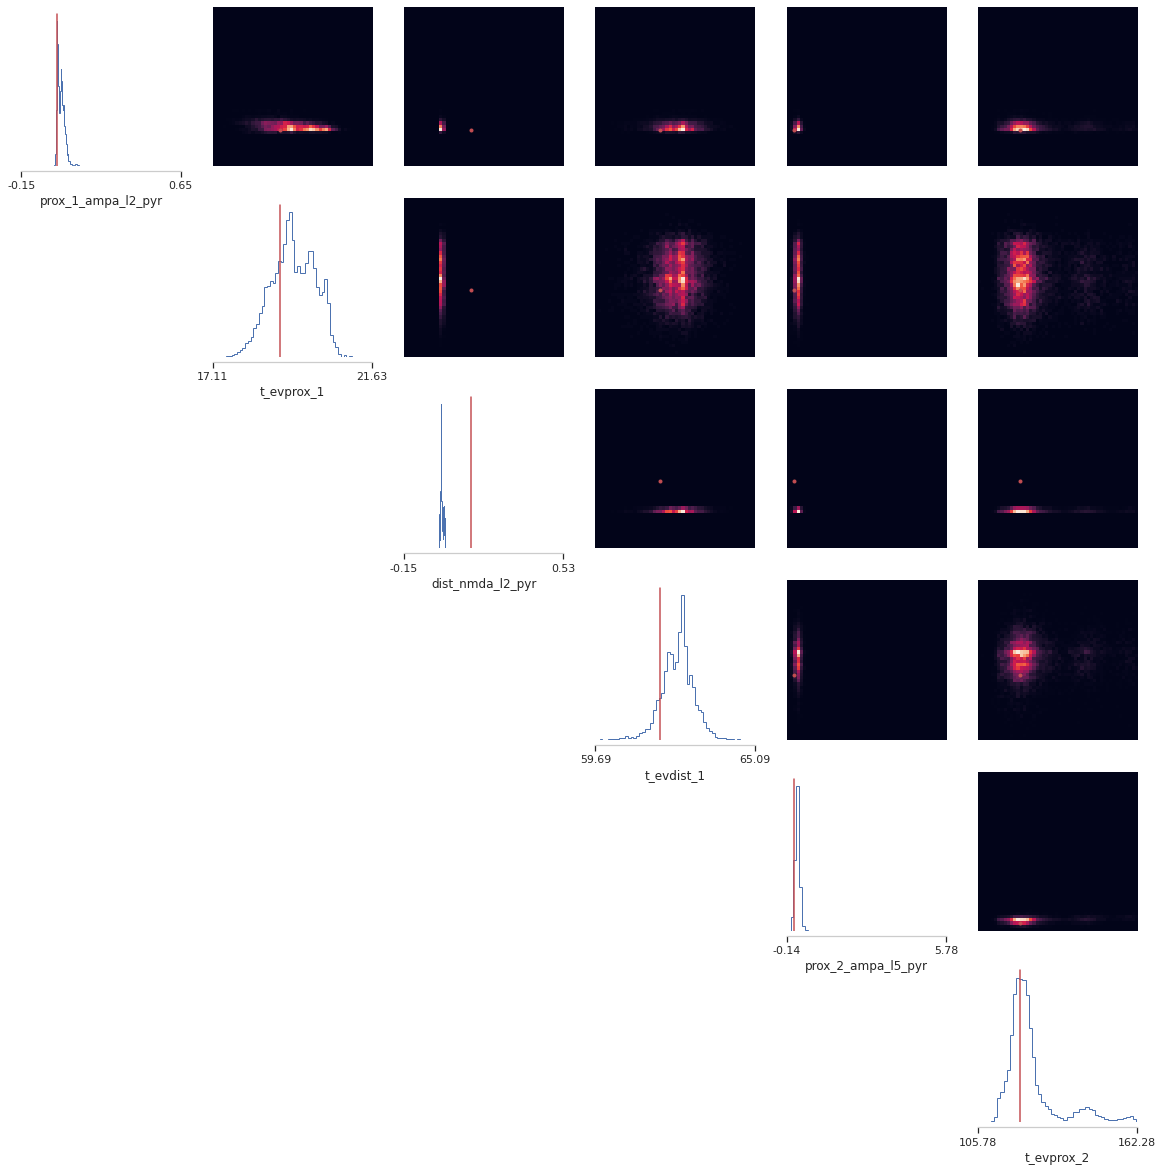 -0.15 0.65
prox_1_ampa_l2_pyr
17.11 21.63
t_evprox_1
-0.15 0.53
dist_nmda_l2_pyr
59.69 65.09
t_evdist_1
-0.14 5.78
prox_2_ampa_l5_pyr
105.78 162.28
t_evprox_2